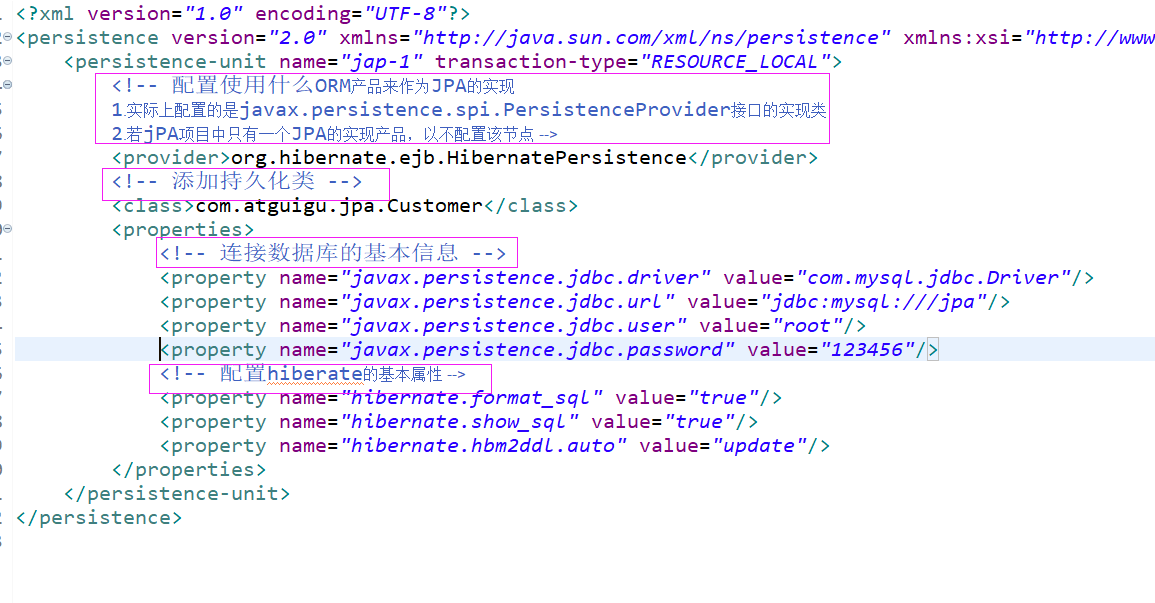 <?xml version="1.0" encoding="UTF-8"?>
<persistence version="2.0" xmlns="http://java.sun.com/xml/ns/persistence" xmlns:xsi="http://www
<persistence-unit name="jap-1" transaction-type="RESOURCE_LOCAL">
<!-- 配置使用什么ORM产品来作为JPA的实现
1.实际上配置的是javax.persistence.spi.PersistenceProvider接口的实现类
2.若jPA项目中只有一个JPA的实现产品，以不配置该节点 -->
<provider>org.hibernate.ejb.HibernatePersistence</provider>
<!-- 添加持久化类 -->
<class>com.atguigu.jpa.Customer</class>
<properties>
<!-- 连接数据库的基本信息 -->
<property name="javax.persistence.jdbc.driver" value="com.mysql.jdbc.Driver"/>
<property name="javax.persistence.jdbc.url" value="jdbc:mysql:///jpa"/>
<property name="javax.persistence.jdbc.user" value="root"/>
<property name="javax.persistence.jdbc.password" value="123456"/>
<!-- 配置hiberate的基本属性 -->
<property name="hibernate.format_sql" value="true"/>
<property name="hibernate.show_sql" value="true"/>
<property name="hibernate.hbm2ddl.auto" value="update"/>
</properties>
</persistence-unit>
</persistence>